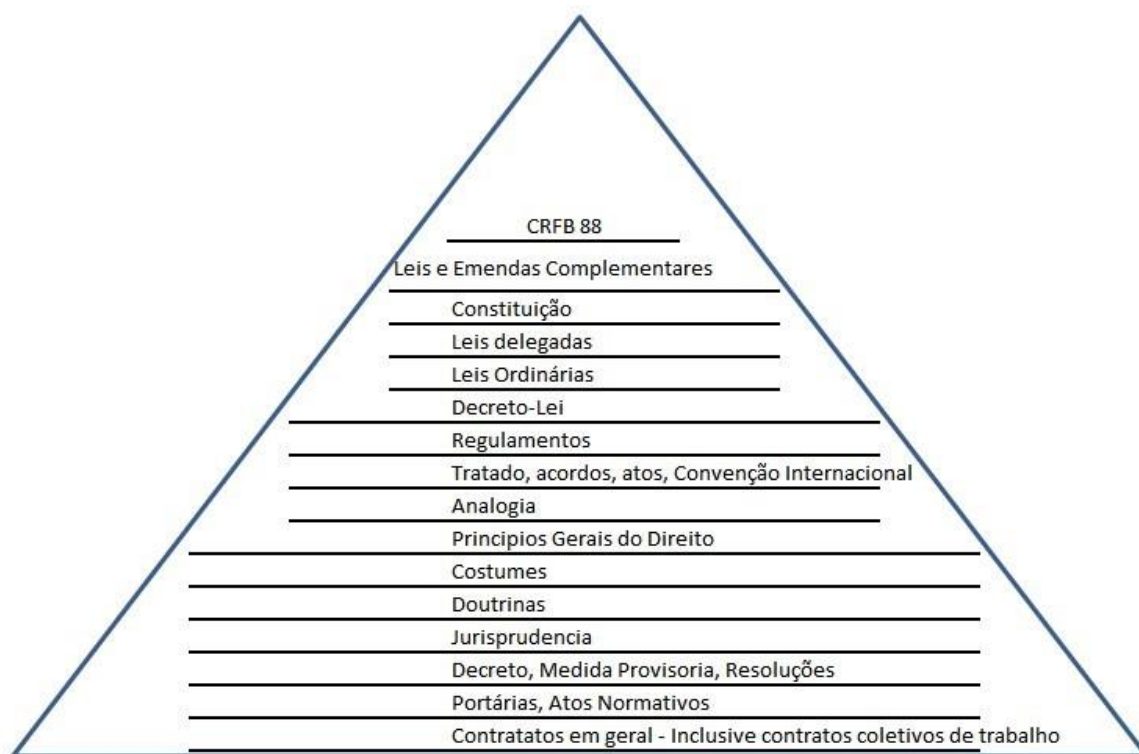 CRFB 88
Leis e Emendas Complementares
Constituição
Leis delegadas
Leis Ordinárias
Decreto-Lei
Regulamentos
Tratado, acordos, atos, Convenção Internacional
Analogia
Principios Gerais do Direito
Costumes
Doutrinas
Jurisprudencia
Decreto, Medida Provisoria, Resoluções
Portárias, Atos Normativos
Contratatos em geral - Inclusive contratos coletivos de trabalho